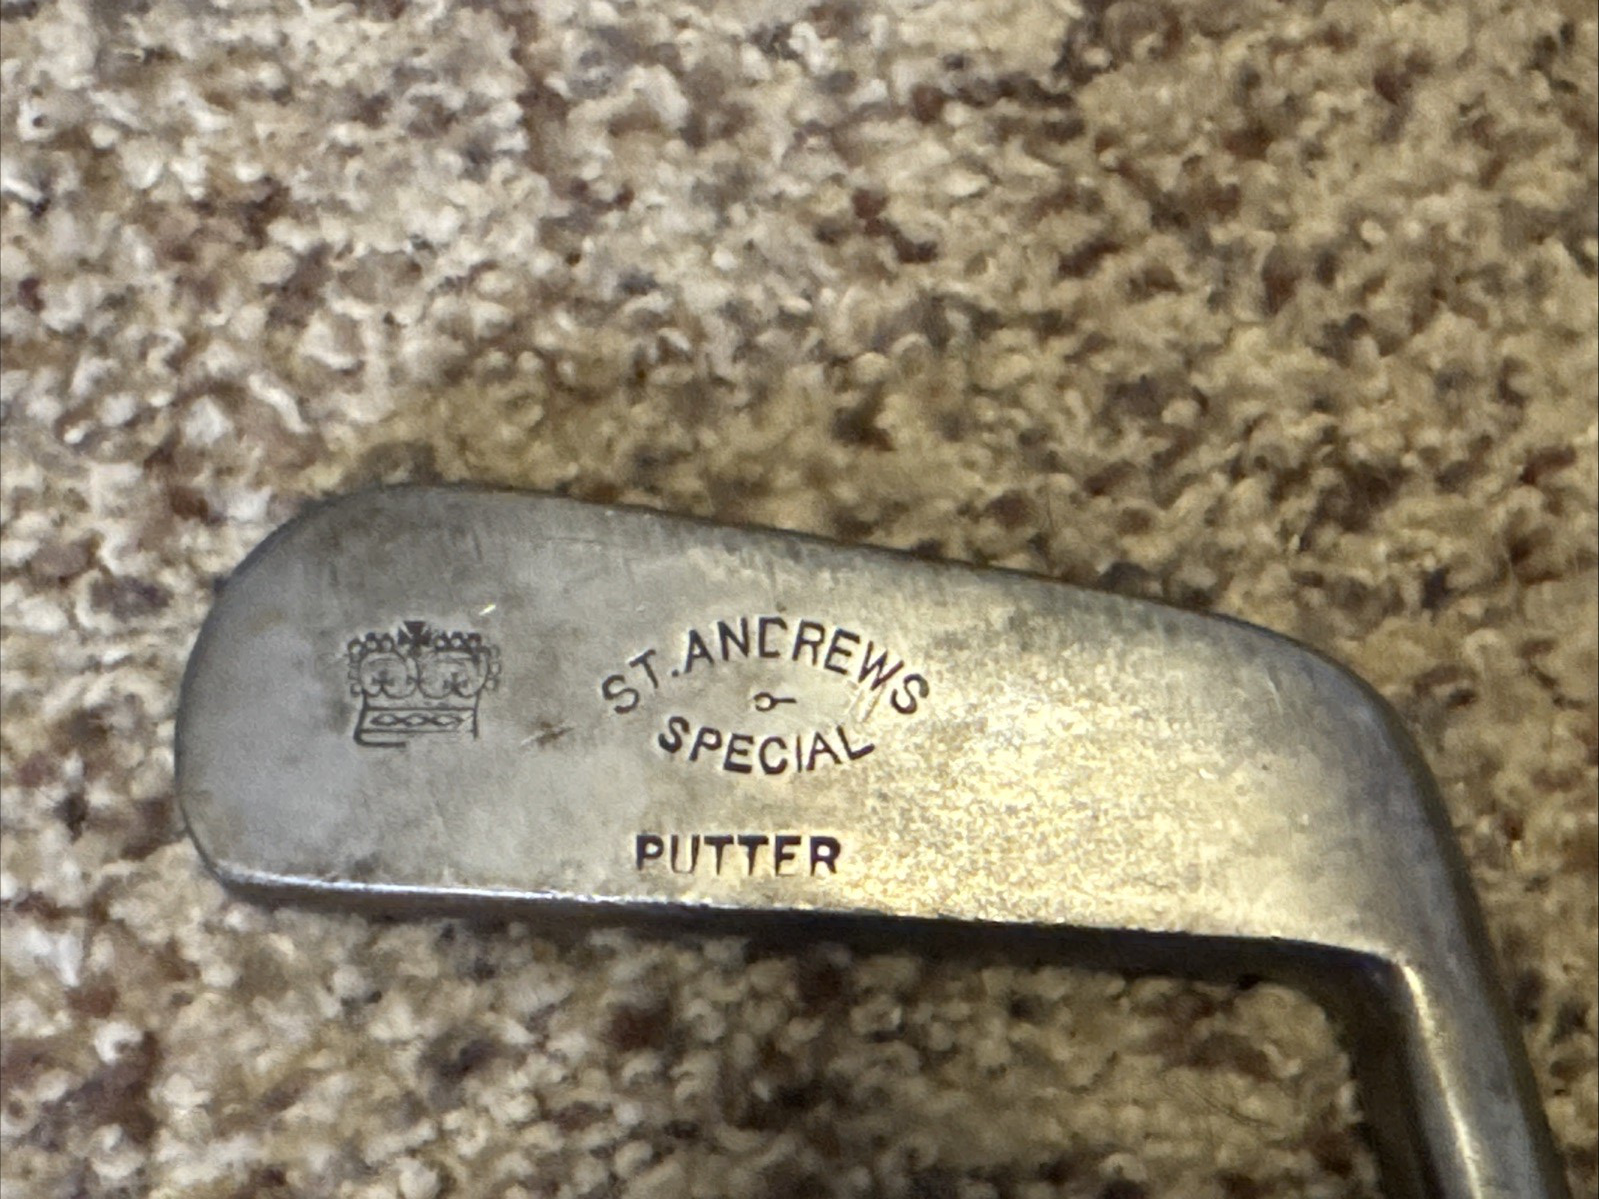 ST. ANDREWS
SPECIAL
PUTTER